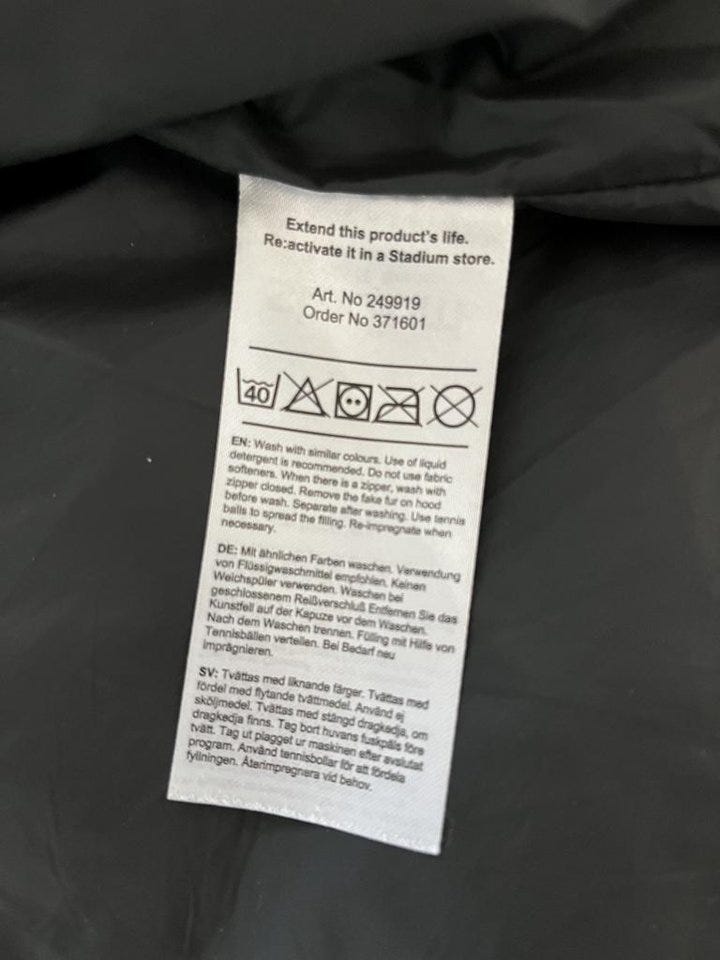 Extend this product's life.
Re:activate it in a Stadium store.
Art. No 249919
Order No 371601
40
EN: Wash with similar colours. Use of liquid
detergent is recommended. Do not use fabric
softeners. When there is a zipper, wash with
zipper closed. Remove the fake fur on hood
before wash. Separate after washing. Use tennis
balls to spread the filling. Re-impregnate when
necessary.
DE: Mit ähnlichen Farben waschen. Verwendung
von Flüssigwaschmittel empfohlen. Keinen
Weichspüler verwenden. Waschen bei
geschlossenem Reißverschluß Entfernen Sie das
Kunstfell auf der Kapuze vor dem Waschen.
Nach dem Waschen trennen. Fülling mit Hilfe von
Tennisbällen verteilen. Bei Bedarf neu
imprägnieren.
SV: Tvättas med liknande färger. Tvättas med
fördel med flytande tvättmedel. Använd ej
sköljmedel. Tvättas med stängd dragkedja, om
dragkedja finns. Tag bort huvans fuskpäls före
tvätt. Tag ut plagget ur maskinen efter avslutat
program. Använd tennisbollar för att fördela
fyllningen. Återimpregnera vid behov.